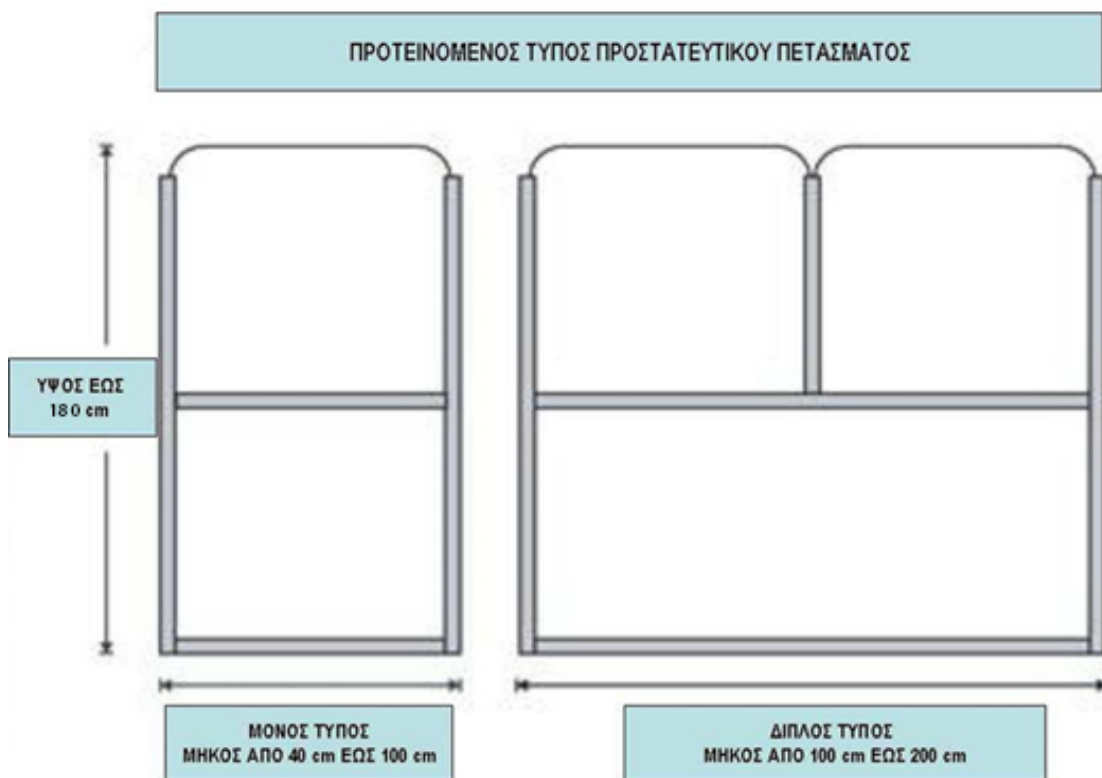 ΠΡΟΤΕΙΝΟΜΕΝΟΣ ΤΥΠΟΣ ΠΡΟΣΤΑΤΕΥΤΙΚΟΥ ΠΕΤΑΣΜΑΤΟΣ
ΥΨΟΣ ΕΩΣ
180 cm
ΜΟΝΟΣ ΤΥΠΟΣ
ΜΗΚΟΣ ΑΠΟ 40 cm ΕΩΣ 100 cm
ΔΙΠΛΟΣ ΤΥΠΟΣ
ΜΗΚΟΣ ΑΠΟ 100 cm ΕΩΣ 200 cm